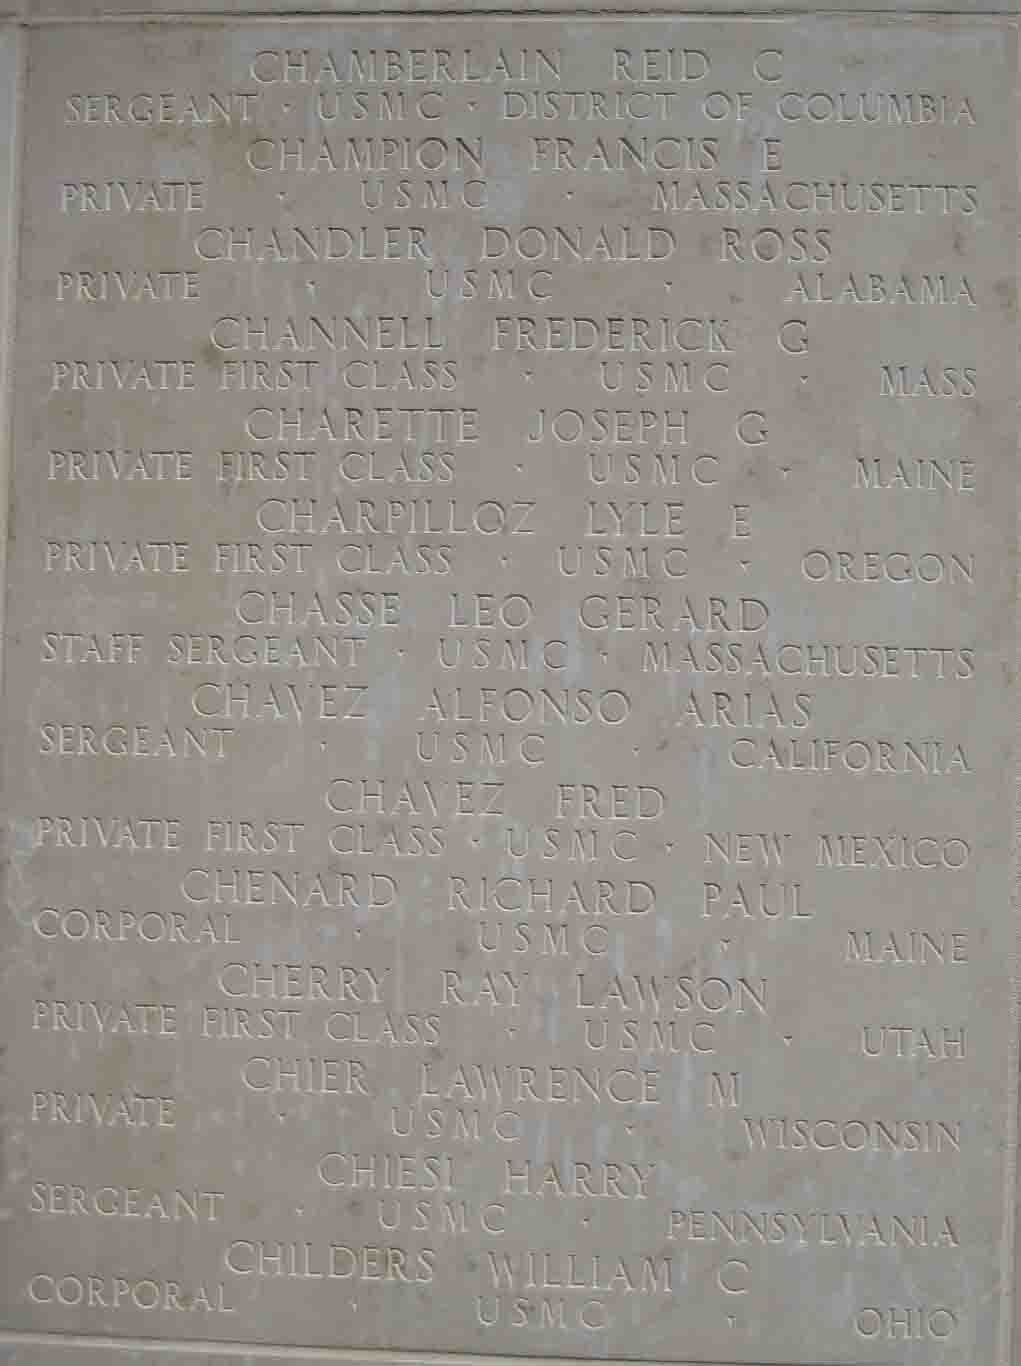 CHAMBERLAIN REID C
SERGEANT · USMC · DISTRICT OF COLUMBIA
CHAMPION FRANCIS E
PRIVATE · USMC · MASSACHUSETTS
CHANDLER DONALD ROSS
PRIVATE · USMC · ALABAMA
CHANNELL FREDERICK G
PRIVATE FIRST CLASS · USMC · MASS
CHARETTE JOSEPH G
PRIVATE FIRST CLASS · USMC · MAINE
CHARPILLOZ LYLE E
PRIVATE FIRST CLASS · USMC · OREGON
CHASSE LEO GERARD
STAFF SERGEANT · USMC · MASSACHUSETTS
CHAVEZ ALFONSO ARIAS
SERGEANT · USMC · CALIFORNIA
CHAVEZ FRED
PRIVATE FIRST CLASS · USMC · NEW MEXICO
CHENARD RICHARD PAUL
CORPORAL · USMC · MAINE
CHERRY RAY LAWSON
PRIVATE FIRST CLASS · USMC · UTAH
CHIER LAWRENCE M
PRIVATE · USMC · WISCONSIN
CHIESI HARRY
SERGEANT · USMC · PENNSYLVANIA
CHILDERS WILLIAM C
CORPORAL · USMC · OHIO